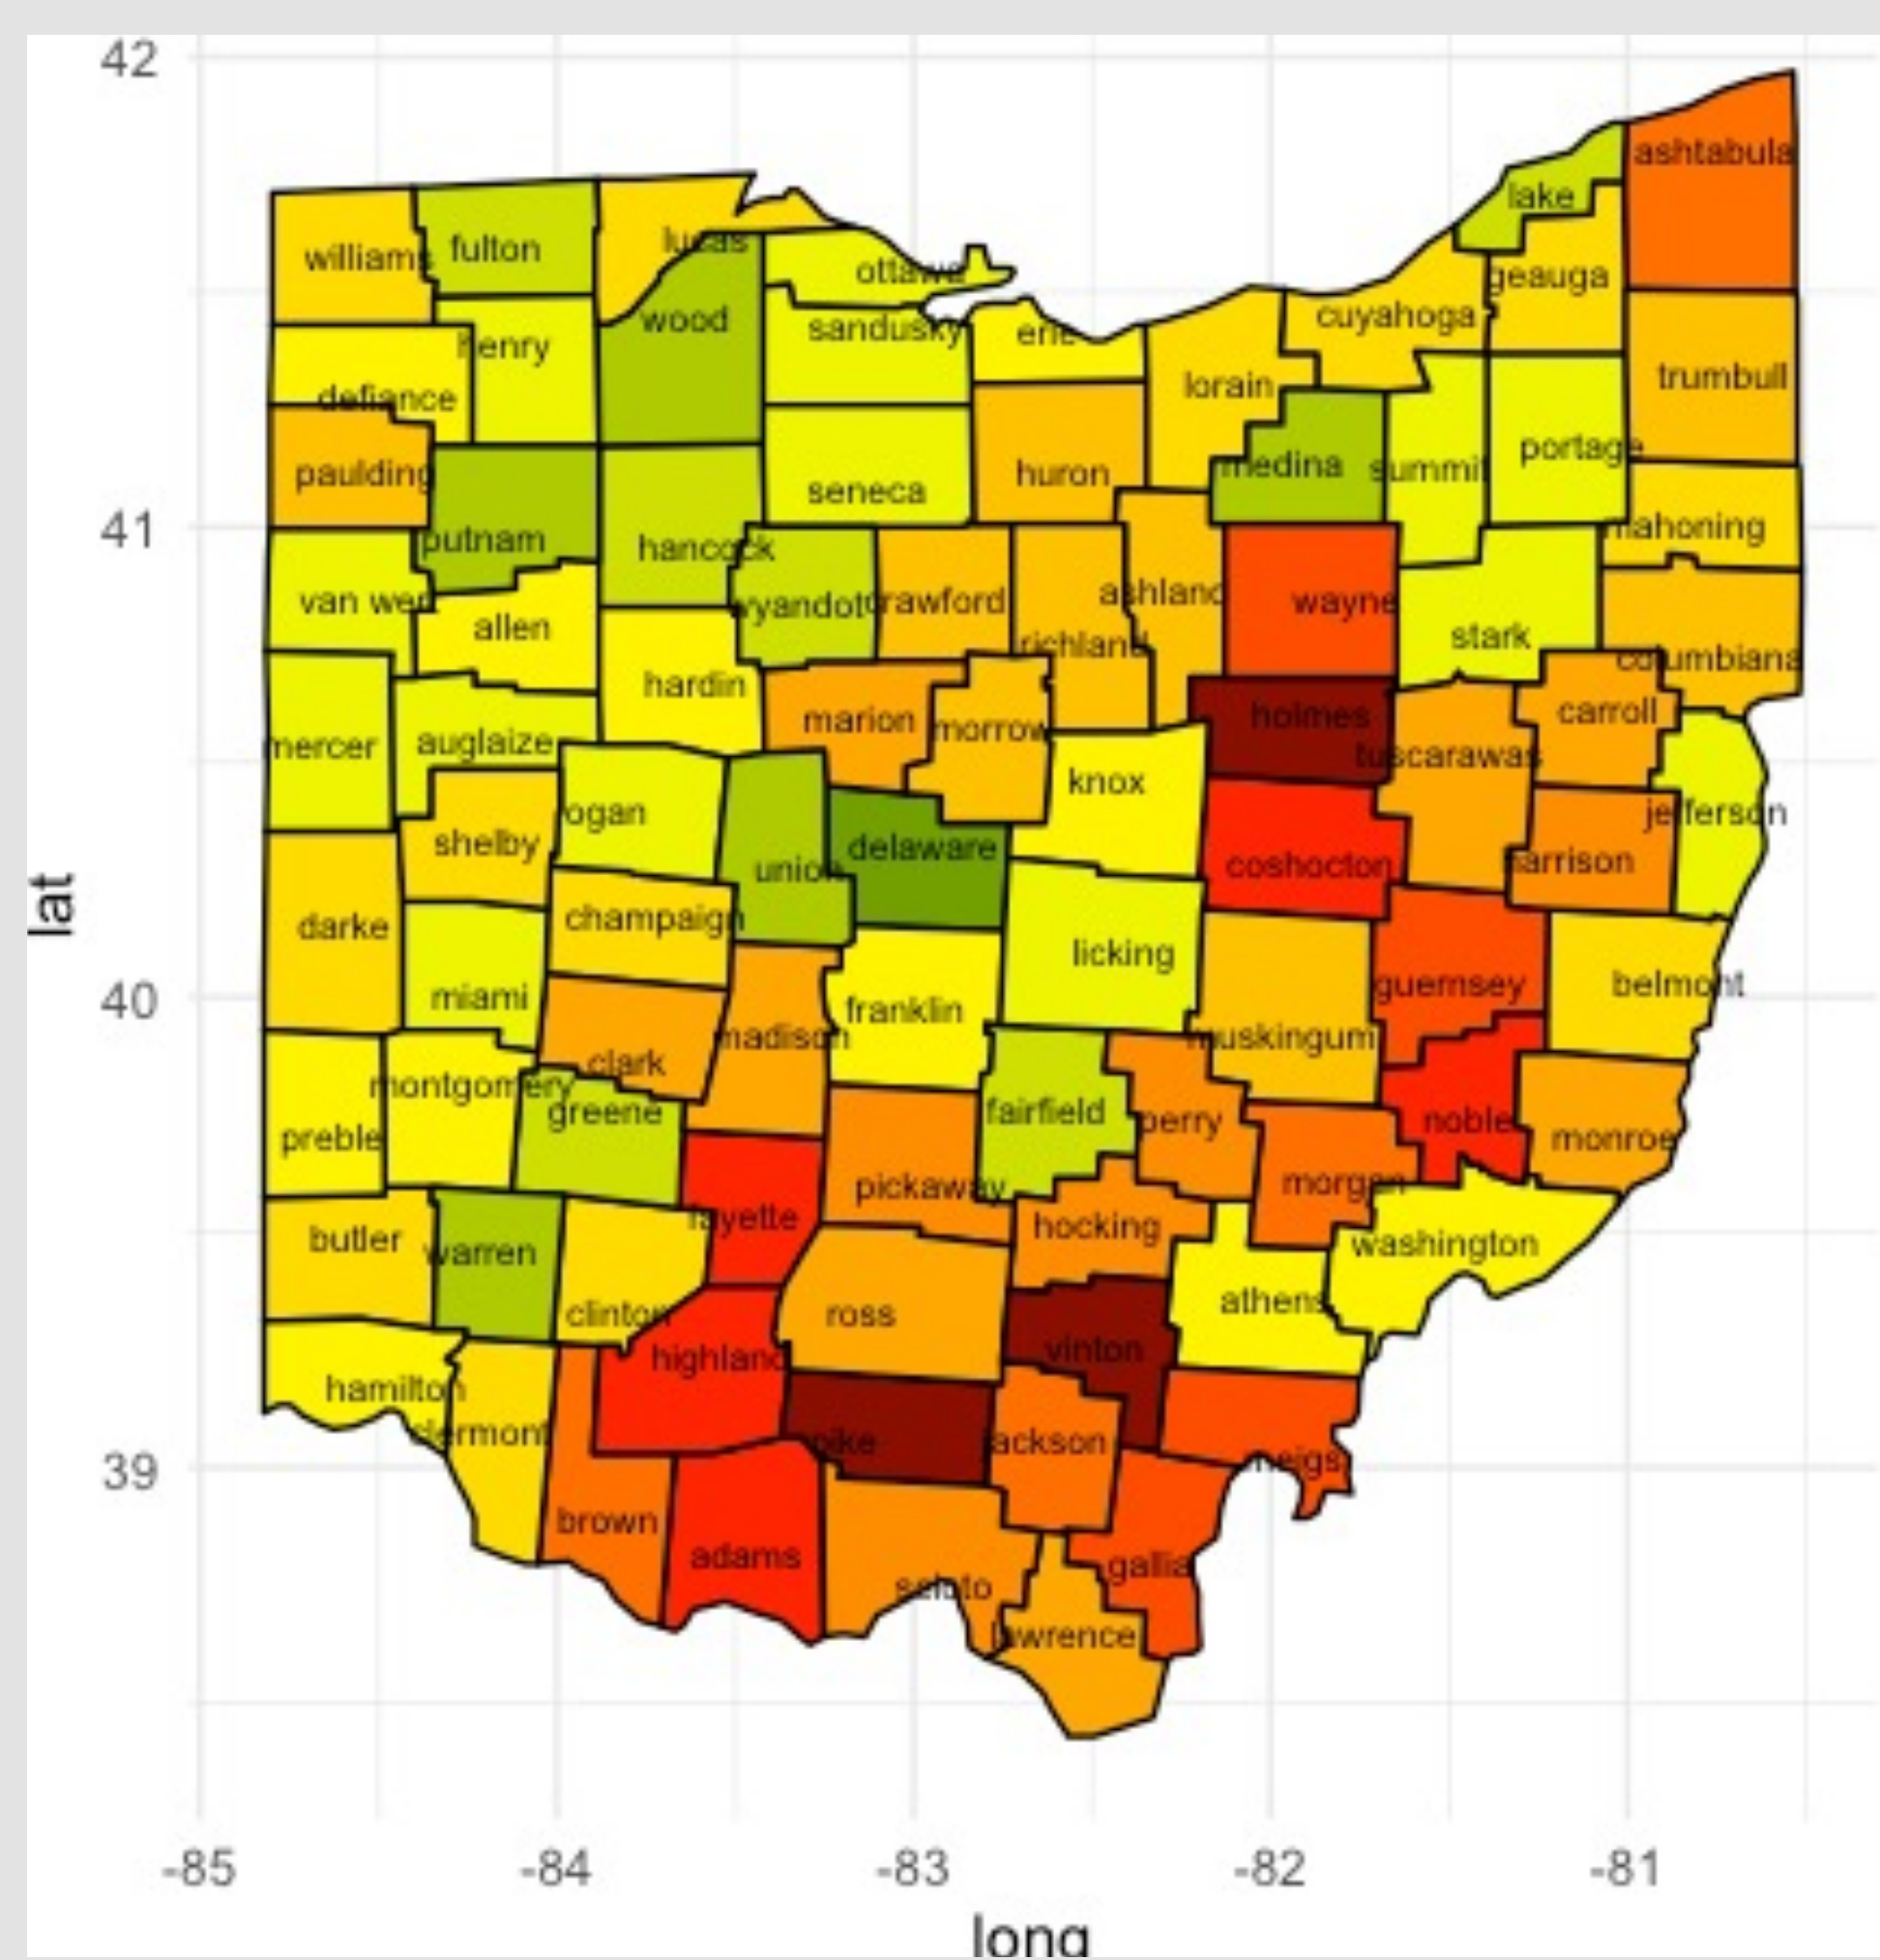 42
ashtabula
lake
lucas
fulton
williams
ottawa
geauga
wood
cuyahoga
sandusky
erie
henry
trumbull
lorain
defiance
portage
medina
summit
paulding
huron
seneca
41
mahoning
putnam
hancock
van wert
wyandot
crawford
ashland
wayne
allen
stark
richland
columbiana
hardin
carroll
holmes
marion
morrow
mercer
auglaize
tuscarawas
knox
logan
jefferson
shelby
delaware
harrison
union
coshocton
lat
champaign
darke
licking
guernsey
belmont
40
miami
franklin
madison
muskingum
clark
montgomery
greene
fairfield
perry
noble
preble
monroe
morgan
pickaway
fayette
hocking
butler
washington
warren
athens
clinton
ross
vinton
highland
hamilton
clermont
pike
jackson
meigs
39
brown
adams
gallia
scioto
lawrence
-85 -84 -83 -82 -81
long